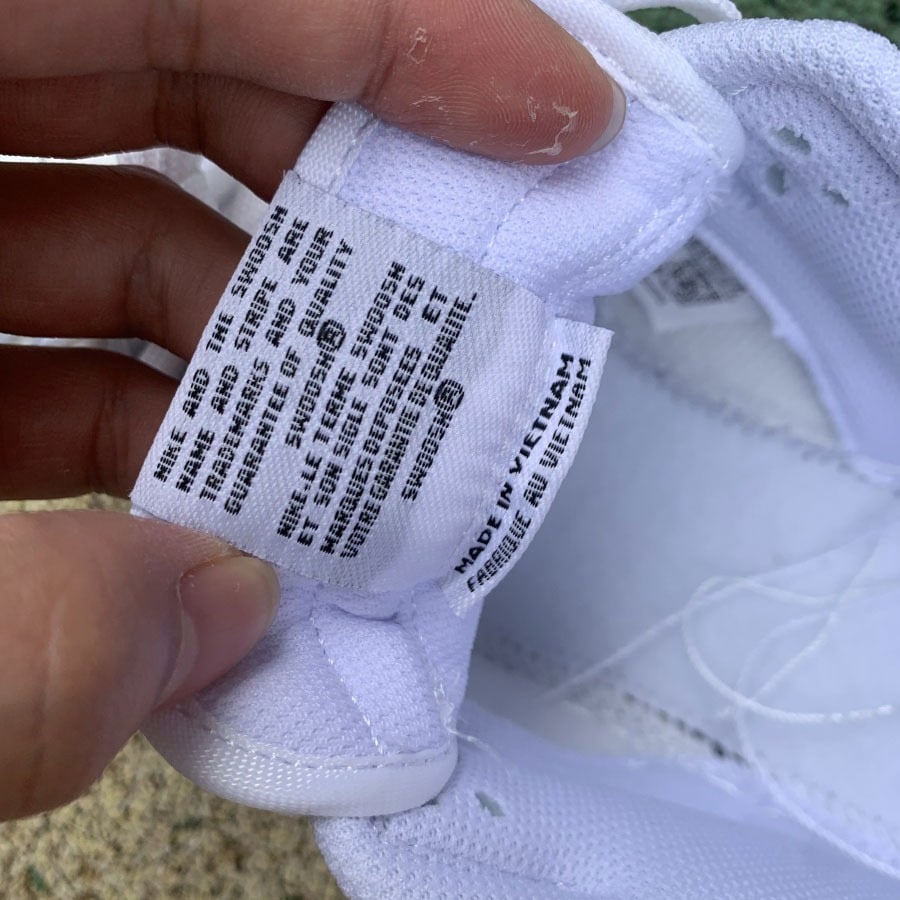 NIKE AND THE SWOOSH
NAME AND STRIPE ARE
TRADEMARKS AND YOUR
GUARANTEE OF QUALITY
SWOOSH®
NIKE.LE TERME SWOOSH
ET SON SIGLE SONT DES
MARQUES DEPOSEES ET
VOTRE GARANTIE DE QUALITE.
SWOOSH®
MADE IN VIETNAM
FABRIQUE AU VIETNAM